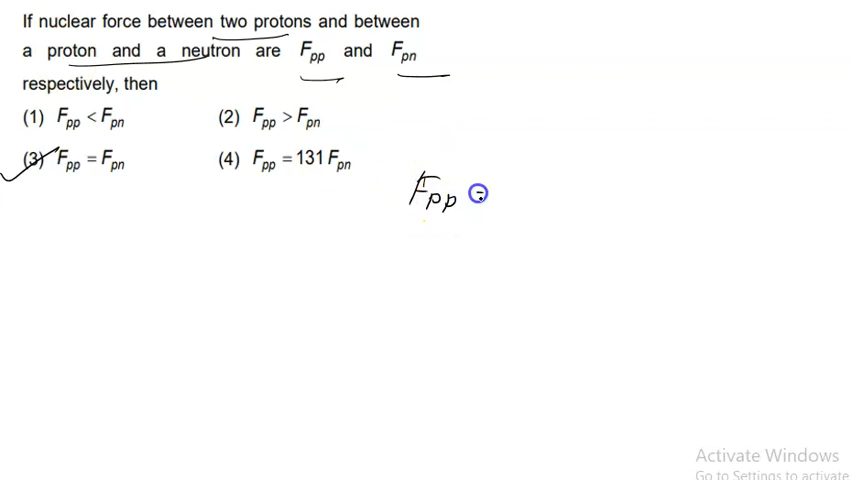 If nuclear force between two protons and between
a proton and a neutron are Fpp and Fpn
respectively, then
(1) Fpp < Fpn (2) Fpp > Fpn
(3) Fpp = Fpn (4) Fpp = 131 Fpn
Fpp =
Activate Windows
Go to Settings to activate